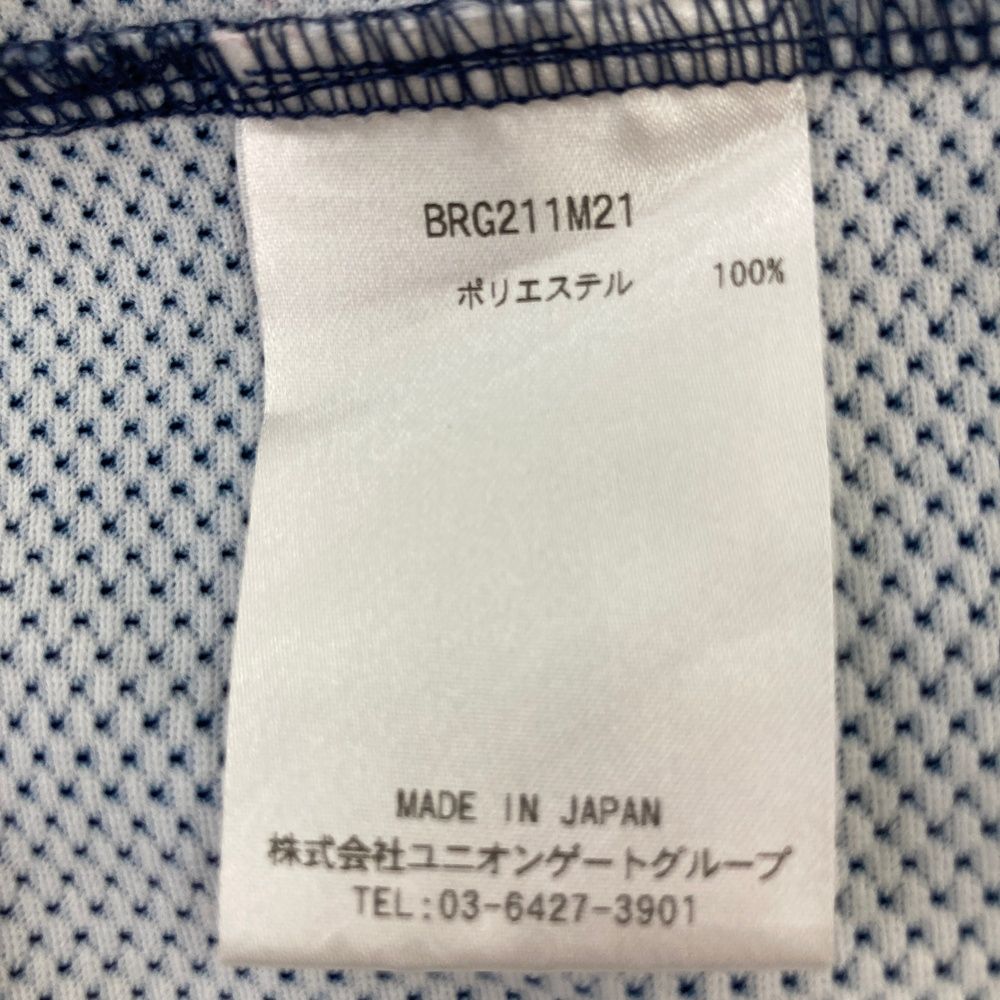 BRG211M21
ポリエステル 100%
MADE IN JAPAN
株式会社ユニオンゲートグループ
TEL:03-6427-3901